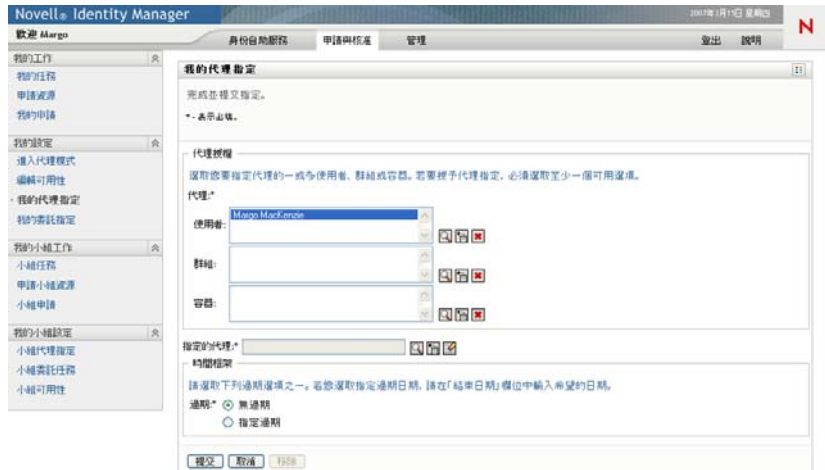 Novell® Identity Manager
2007年1月11日 星期四
歡迎 Margo
身份自助服務
申請與核准
管理
登出
說明
N
我的工作
我的任務
申請資源
我的申請
我的設定
進入代理模式
編輯可用性
我的代理指定
我的委託指定
我的小組工作
小組任務
申請小組資源
小組申請
我的小組設定
小組代理指定
小組委託任務
小組可用性
我的代理指定
完成並提交指定。
* - 表示必填。
代理授權
選取您要指定代理的一或多使用者、群組或容器。若要授予代理指定，必須選取至少一個可用選項。
代理:*
使用者:
Margo MacKenzie
群組:
容器:
指定的代理:*
時間框架
請選取下列過期選項之一。若您選取指定過期日期，請在「結束日期」欄位中輸入希望的日期。
過期:*
無過期
指定過期
提交
取消
移除